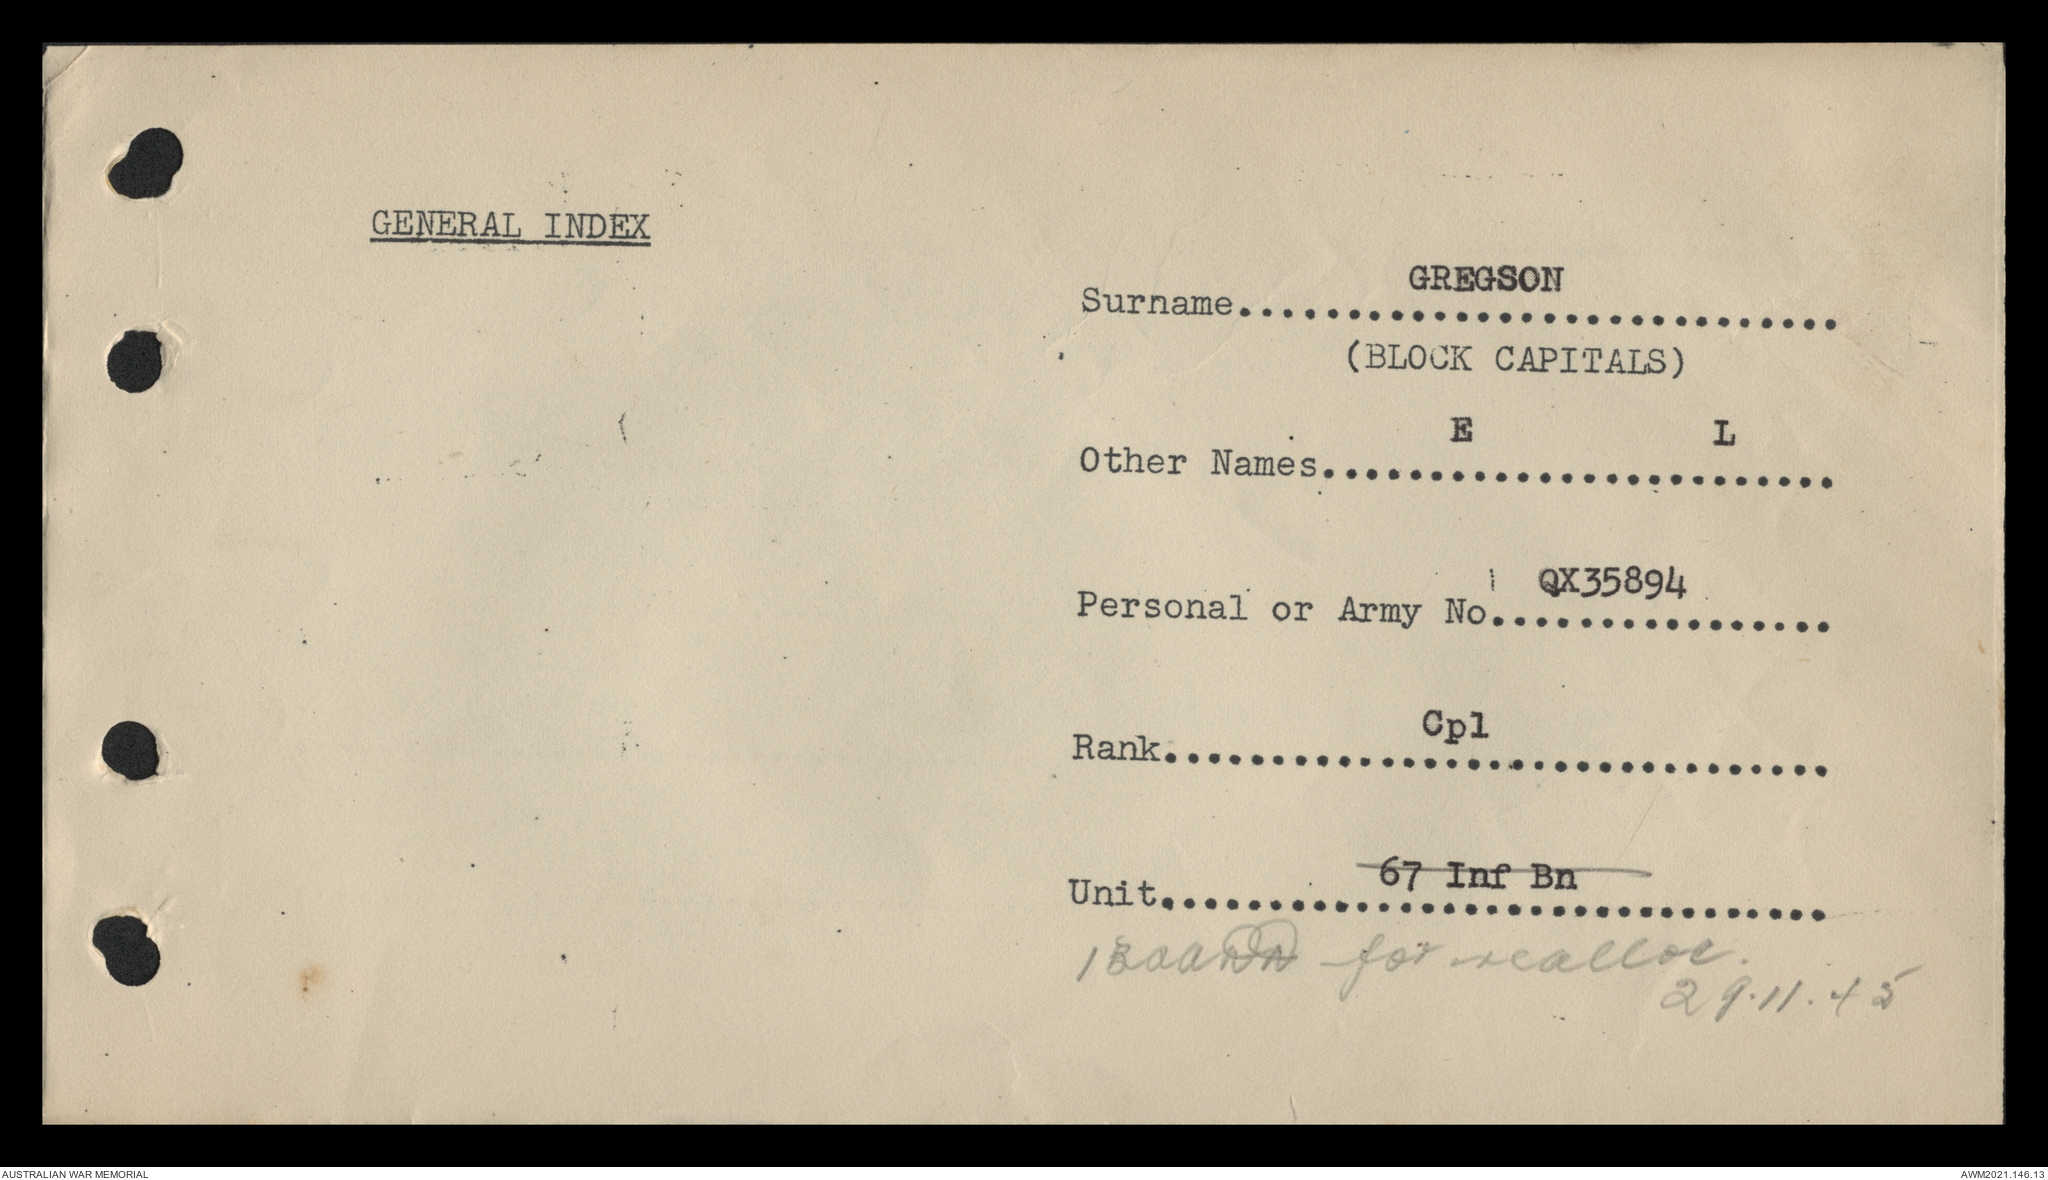 GENERAL INDEX
GREGSON
Surname..............................
(BLOCK CAPITALS)
E L
Other Names........................
QX35894
Personal or Army No................
Cpl
Rank...............................
67 Inf Bn
Unit...............................
for realloc.
29.11.45
AUSTRALIAN WAR MEMORIAL
AWM2021.146.13